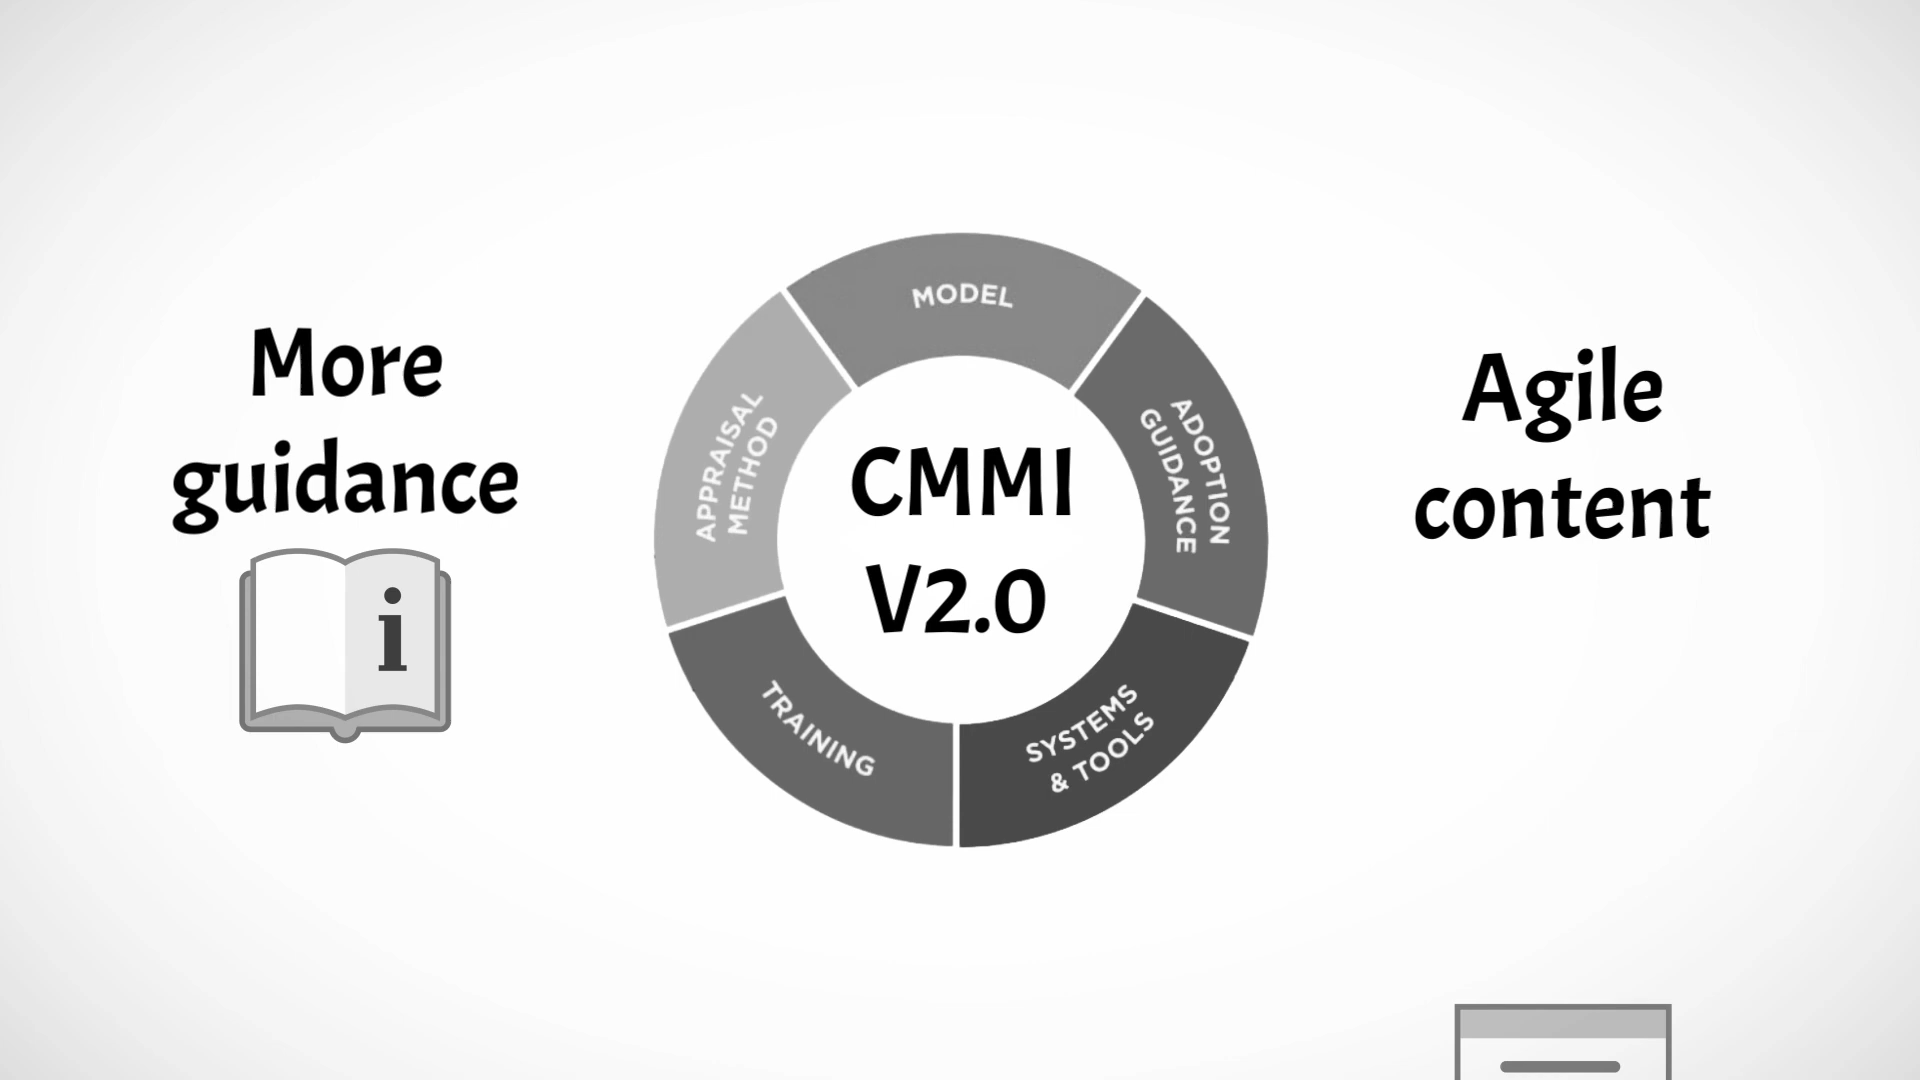 More
guidance
i
MODEL
APPRAISAL
METHOD
ADOPTION
GUIDANCE
CMMI
V2.0
TRAINING
SYSTEMS
& TOOLS
Agile
content